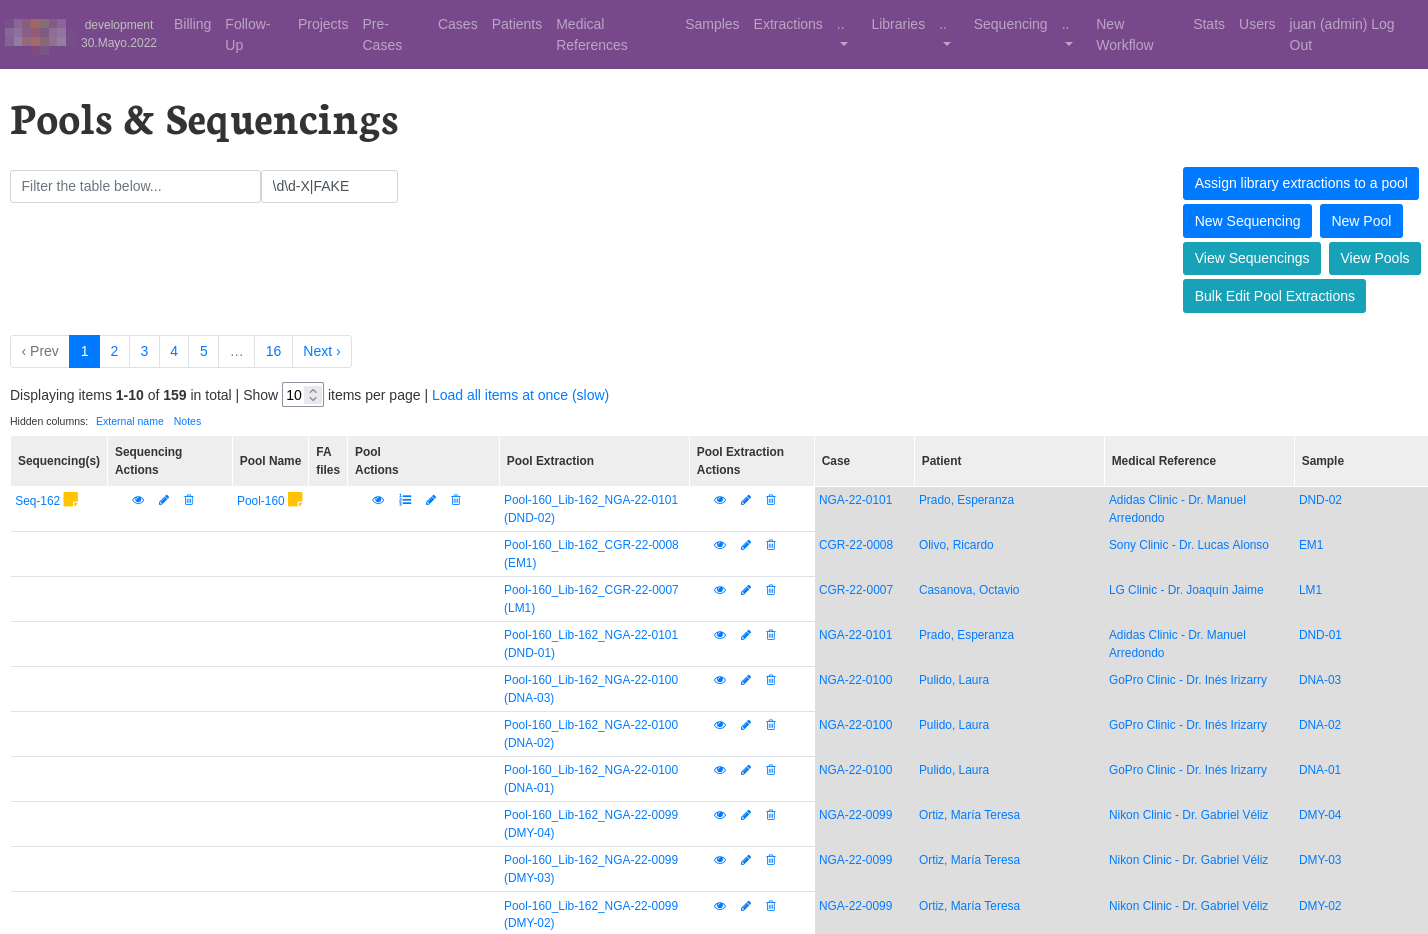 development
30.Mayo.2022
Billing
Follow-
Up
Projects
Pre-
Cases
Cases
Patients
Medical
References
Samples
Extractions
..
Libraries
..
Sequencing
..
New
Workflow
Stats
Users
juan (admin) Log
Out
Pools & Sequencings
Filter the table below...
\d\d-X|FAKE
Assign library extractions to a pool
New Sequencing
New Pool
View Sequencings
View Pools
Bulk Edit Pool Extractions
‹ Prev 1 2 3 4 5 … 16 Next ›
Displaying items 1-10 of 159 in total | Show 10 items per page | Load all items at once (slow)
Hidden columns: External name Notes
Sequencing(s)
Sequencing
Actions
Pool Name
FA
files
Pool
Actions
Pool Extraction
Pool Extraction
Actions
Case
Patient
Medical Reference
Sample
Seq-162
Pool-160
Pool-160_Lib-162_NGA-22-0101
(DND-02)
NGA-22-0101
Prado, Esperanza
Adidas Clinic - Dr. Manuel
Arredondo
DND-02
Pool-160_Lib-162_CGR-22-0008
(EM1)
CGR-22-0008
Olivo, Ricardo
Sony Clinic - Dr. Lucas Alonso
EM1
Pool-160_Lib-162_CGR-22-0007
(LM1)
CGR-22-0007
Casanova, Octavio
LG Clinic - Dr. Joaquín Jaime
LM1
Pool-160_Lib-162_NGA-22-0101
(DND-01)
NGA-22-0101
Prado, Esperanza
Adidas Clinic - Dr. Manuel
Arredondo
DND-01
Pool-160_Lib-162_NGA-22-0100
(DNA-03)
NGA-22-0100
Pulido, Laura
GoPro Clinic - Dr. Inés Irizarry
DNA-03
Pool-160_Lib-162_NGA-22-0100
(DNA-02)
NGA-22-0100
Pulido, Laura
GoPro Clinic - Dr. Inés Irizarry
DNA-02
Pool-160_Lib-162_NGA-22-0100
(DNA-01)
NGA-22-0100
Pulido, Laura
GoPro Clinic - Dr. Inés Irizarry
DNA-01
Pool-160_Lib-162_NGA-22-0099
(DMY-04)
NGA-22-0099
Ortiz, María Teresa
Nikon Clinic - Dr. Gabriel Véliz
DMY-04
Pool-160_Lib-162_NGA-22-0099
(DMY-03)
NGA-22-0099
Ortiz, María Teresa
Nikon Clinic - Dr. Gabriel Véliz
DMY-03
Pool-160_Lib-162_NGA-22-0099
(DMY-02)
NGA-22-0099
Ortiz, María Teresa
Nikon Clinic - Dr. Gabriel Véliz
DMY-02